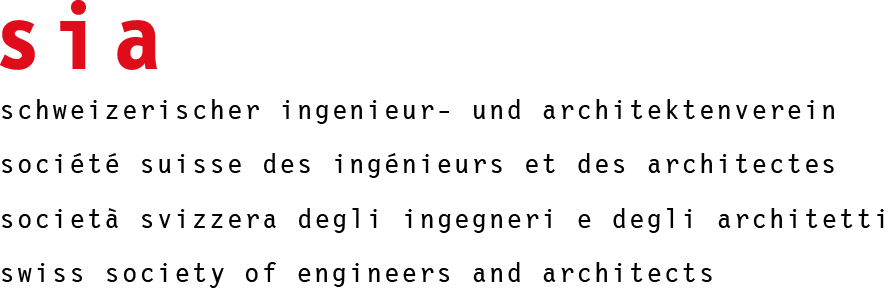 sia
schweizerischer ingenieur- und architektenverein
société suisse des ingénieurs et des architectes
società svizzera degli ingegneri e degli architetti
swiss society of engineers and architects